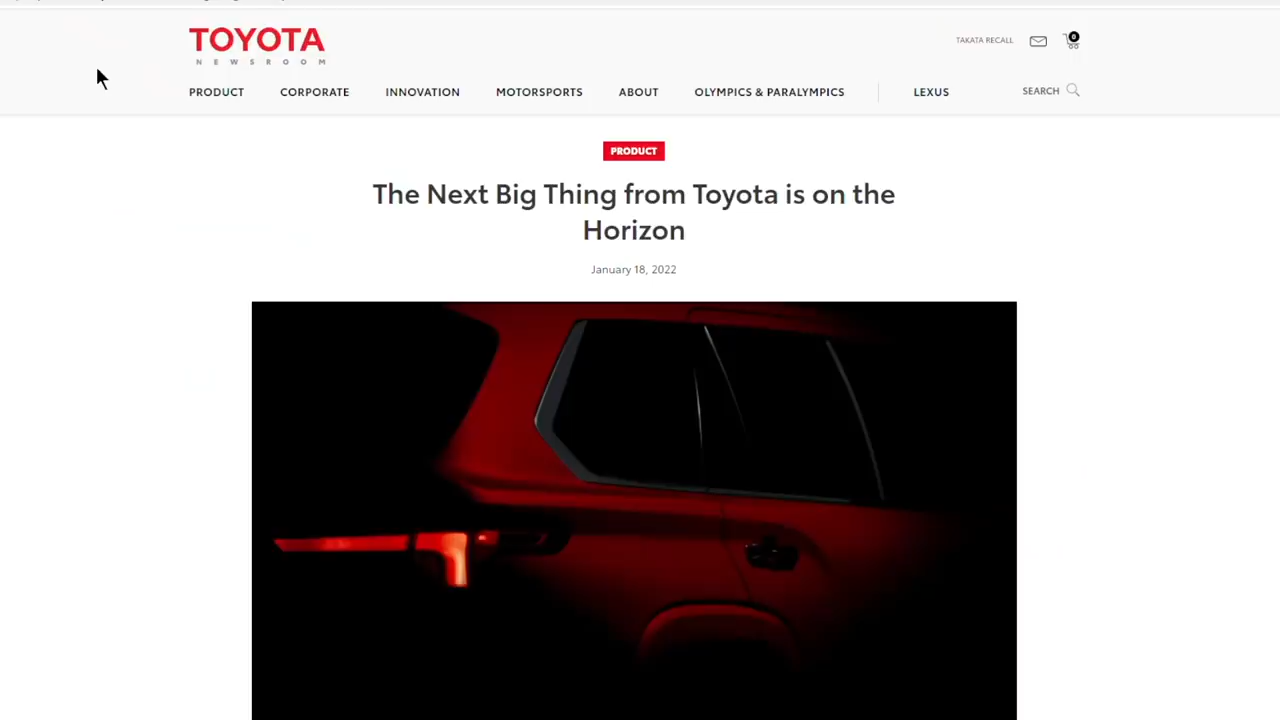 TOYOTA
NEWSROOM
TAKATA RECALL
0
PRODUCT CORPORATE INNOVATION MOTORSPORTS ABOUT OLYMPICS & PARALYMPICS LEXUS SEARCH
PRODUCT
The Next Big Thing from Toyota is on the
Horizon
January 18, 2022